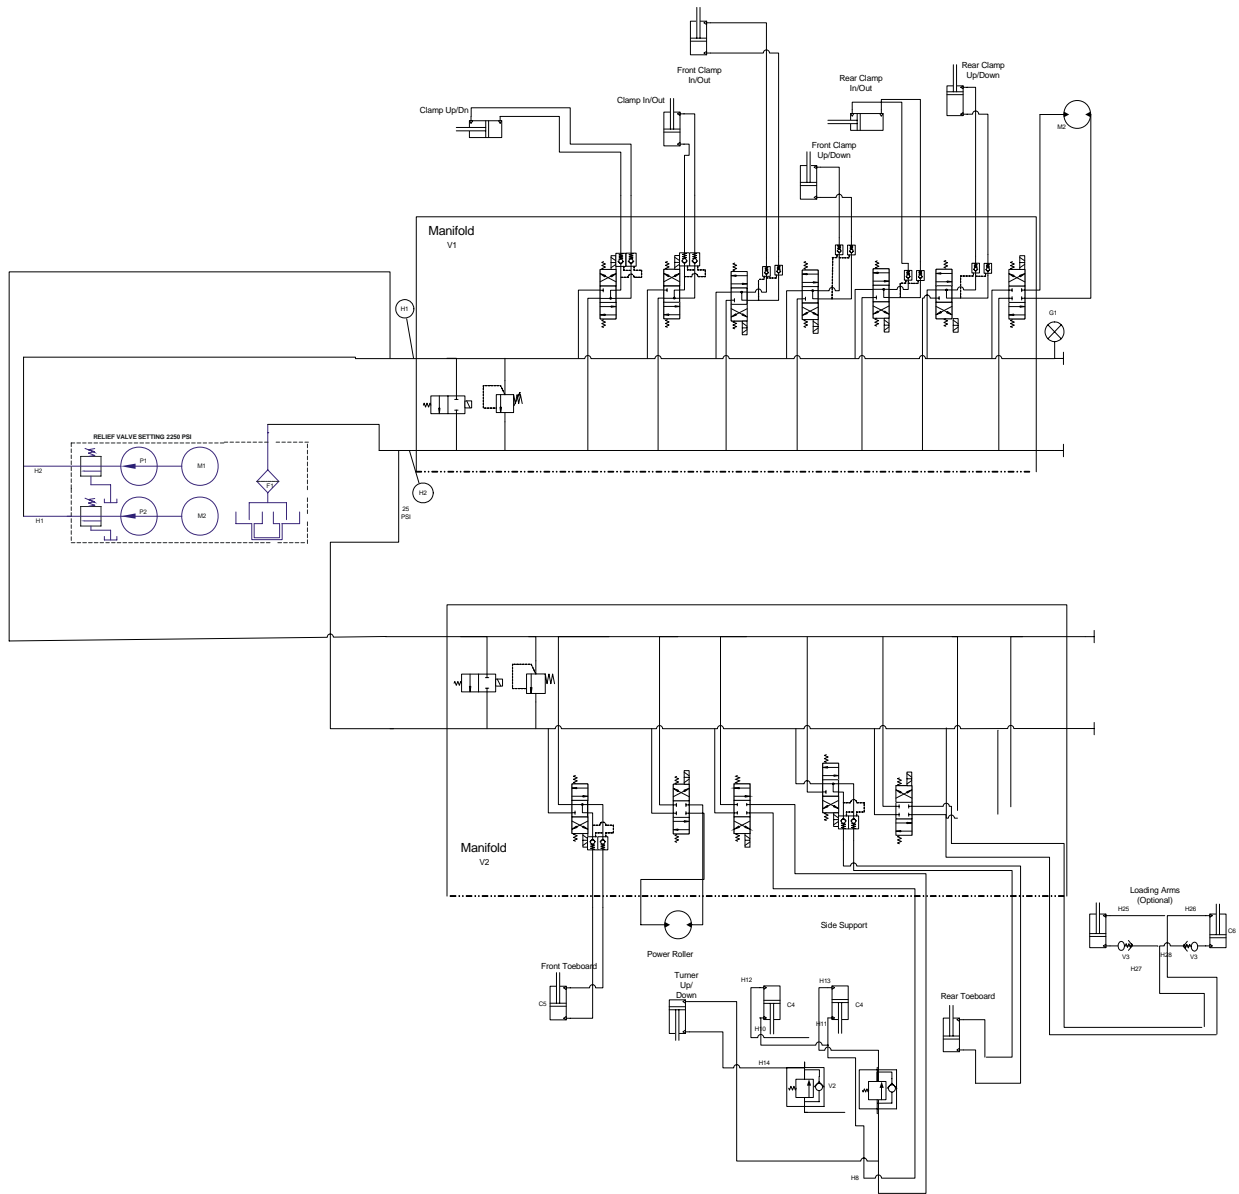 Front Clamp
In/Out
Rear Clamp
Up/Down
Rear Clamp
In/Out
Clamp Up/Dn
Clamp In/Out
M2
Front Clamp
Up/Down
Manifold
V1
H1
G1
RELIEF VALVE SETTING 2250 PSI
P1
M1
H2
F1
H2
P2
M2
H1
25
PSI
Manifold
V2
Loading Arms
(Optional)
H25
H26
C6
V3
H28
V3
H27
Side Support
Power Roller
Front Toeboard
C5
Turner
Up/
Down
H12
H13
C4
C4
H10
H11
Rear Toeboard
H14
V2
H8